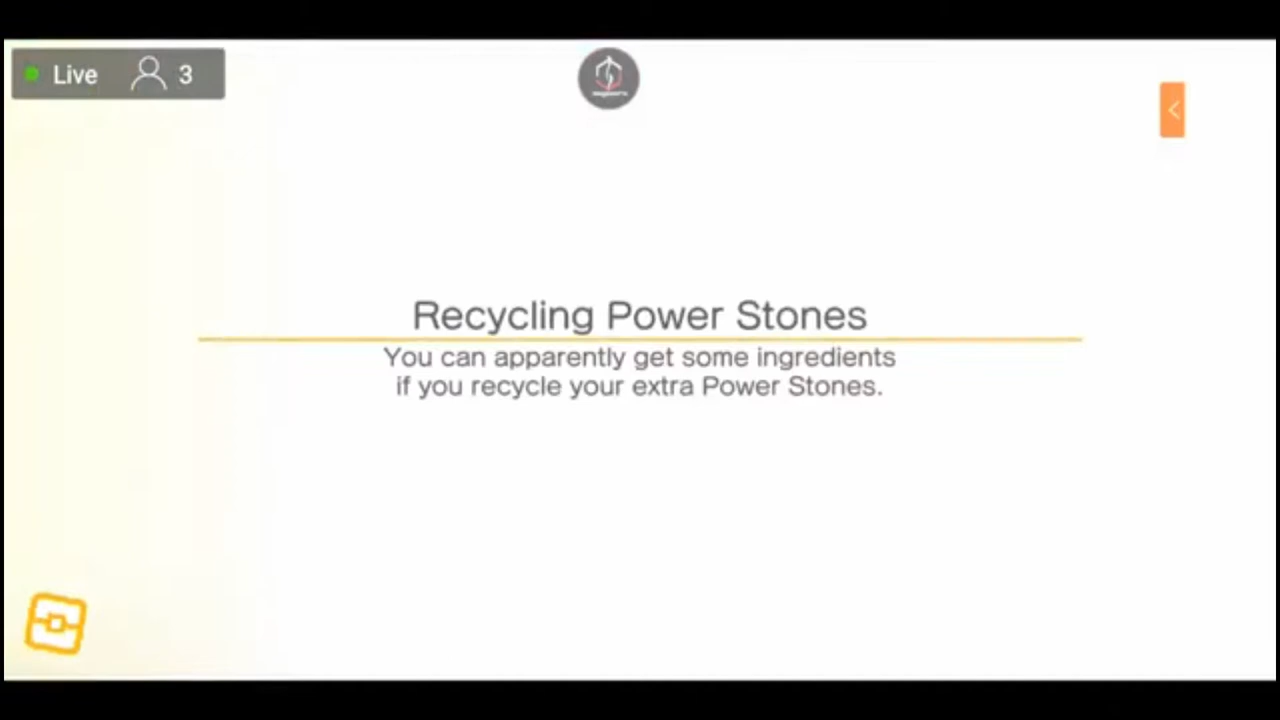 Live 3
Recycling Power Stones
You can apparently get some ingredients
if you recycle your extra Power Stones.